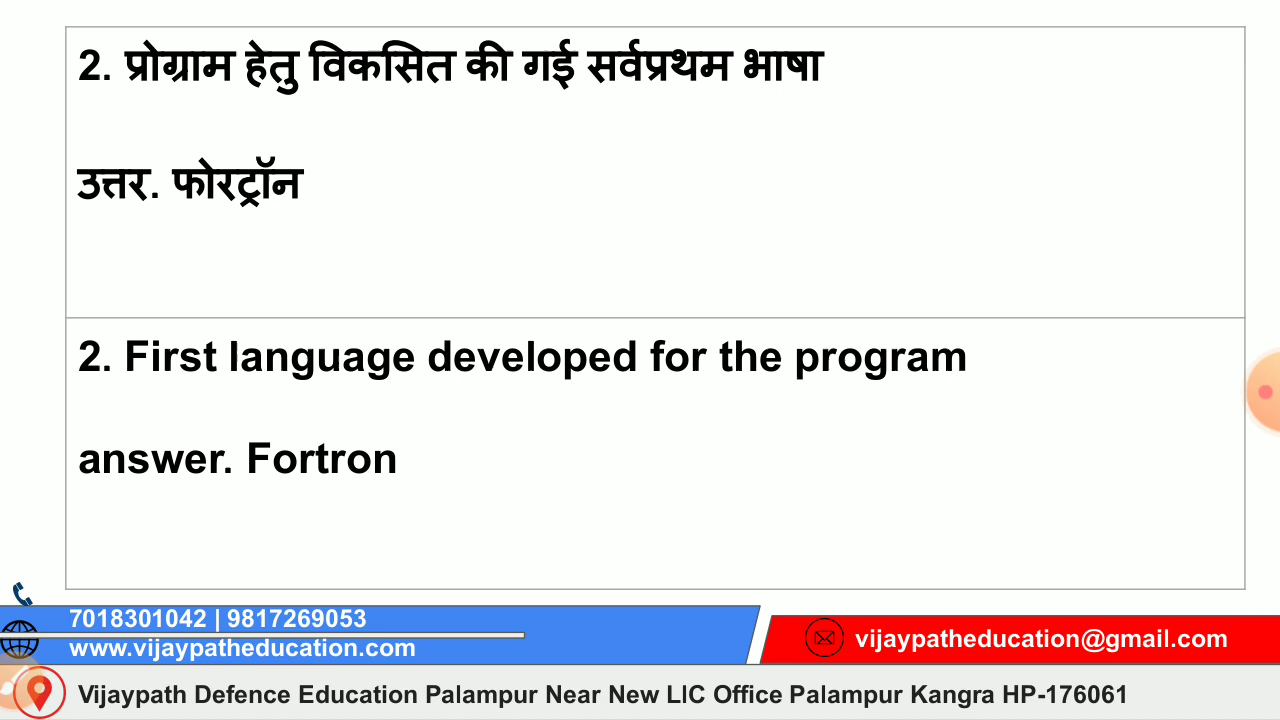 2. प्रोग्राम हेतु विकसित की गई सर्वप्रथम भाषा
उत्तर. फोरट्रॉन
2. First language developed for the program
answer. Fortron
7018301042 | 9817269053
www.vijaypatheducation.com
vijaypatheducation@gmail.com
Vijaypath Defence Education Palampur Near New LIC Office Palampur Kangra HP-176061